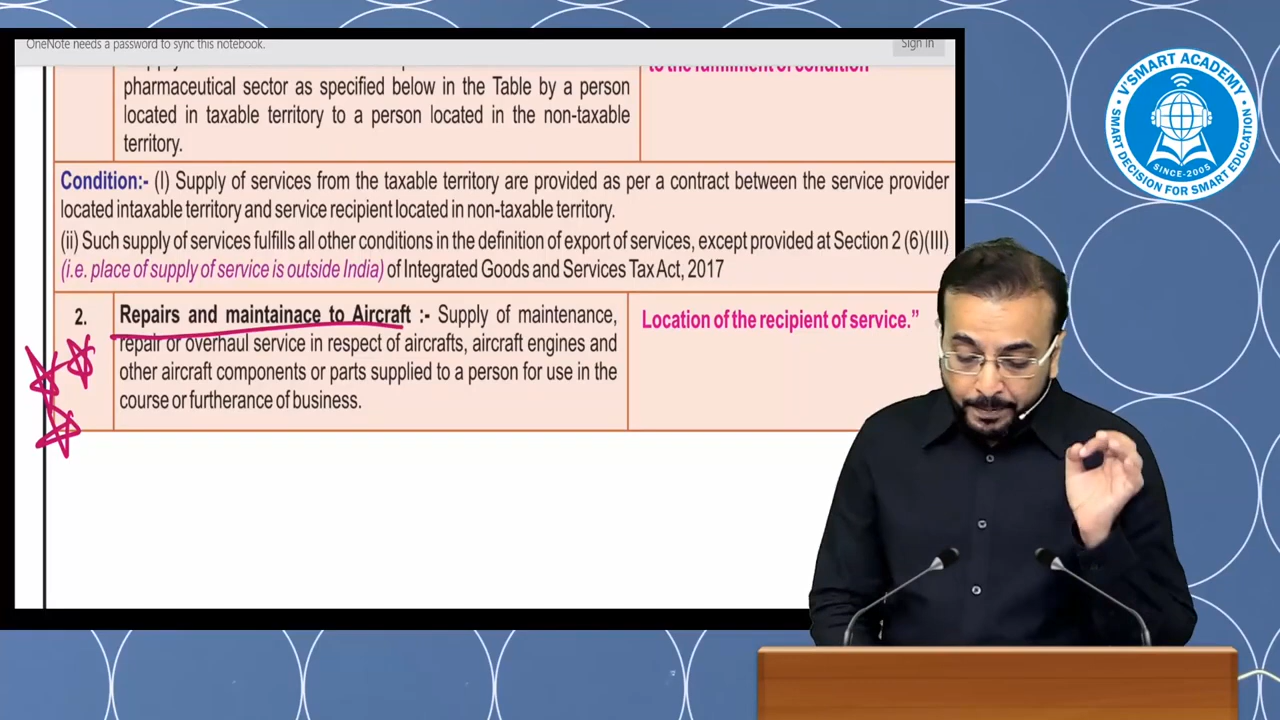 OneNote needs a password to sync this notebook.
Sign in
to the fulfillment of condition
pharmaceutical sector as specified below in the Table by a person
located in taxable territory to a person located in the non-taxable
territory.
Condition:- (I) Supply of services from the taxable territory are provided as per a contract between the service provider
located intaxable territory and service recipient located in non-taxable territory.
(ii) Such supply of services fulfills all other conditions in the definition of export of services, except provided at Section 2 (6)(III)
(i.e. place of supply of service is outside India) of Integrated Goods and Services Tax Act, 2017
2.
Repairs and maintainace to Aircraft :- Supply of maintenance,
repair or overhaul service in respect of aircrafts, aircraft engines and
other aircraft components or parts supplied to a person for use in the
course or furtherance of business.
Location of the recipient of service.”
V'SMART ACADEMY
SINCE-2005
SMART DECISION FOR SMART EDUCATION